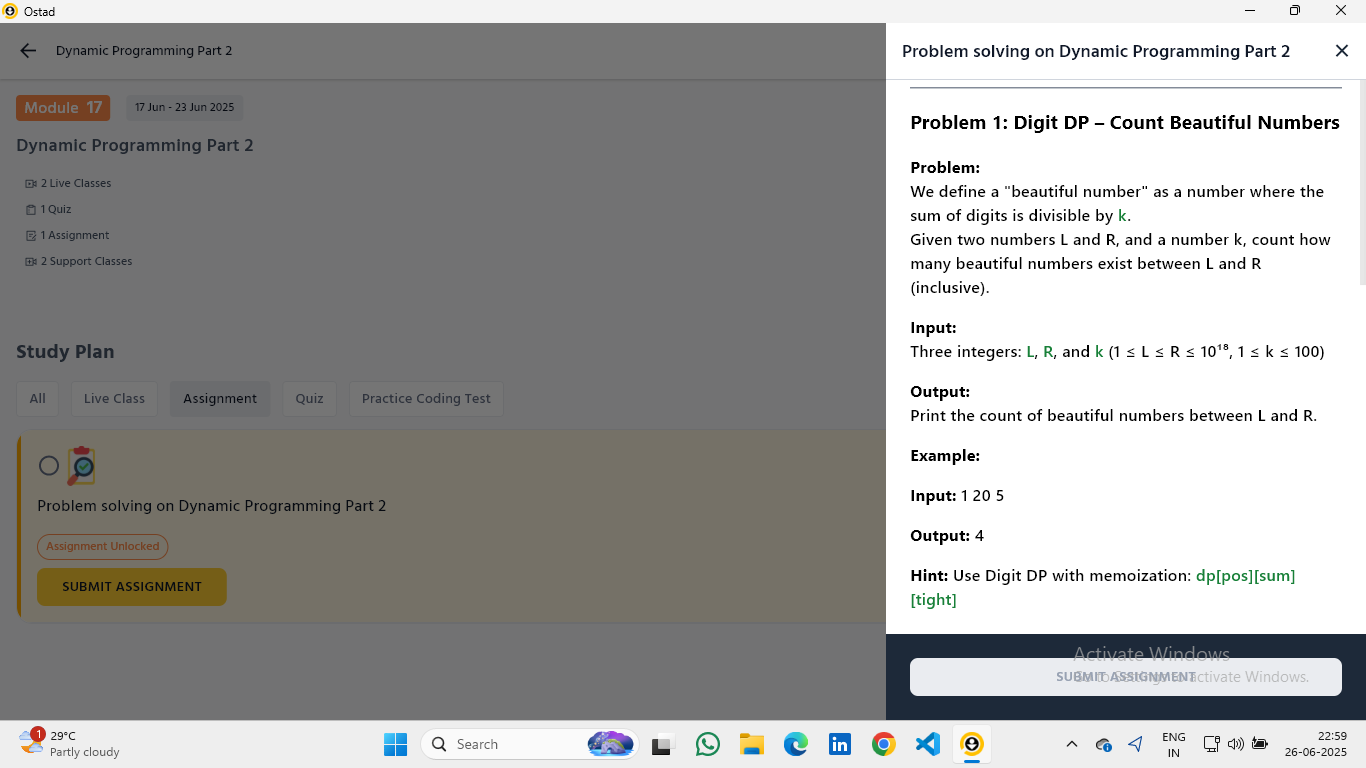 Ostad
Dynamic Programming Part 2
Module 17
17 Jun - 23 Jun 2025
Dynamic Programming Part 2
2 Live Classes
1 Quiz
1 Assignment
2 Support Classes
Study Plan
All
Live Class
Assignment
Quiz
Practice Coding Test
Problem solving on Dynamic Programming Part 2
Assignment Unlocked
SUBMIT ASSIGNMENT
Problem solving on Dynamic Programming Part 2
Problem 1: Digit DP – Count Beautiful Numbers
Problem:
We define a "beautiful number" as a number where the
sum of digits is divisible by k.
Given two numbers L and R, and a number k, count how
many beautiful numbers exist between L and R
(inclusive).
Input:
Three integers: L, R, and k (1 ≤ L ≤ R ≤ 10¹⁸, 1 ≤ k ≤ 100)
Output:
Print the count of beautiful numbers between L and R.
Example:
Input: 1 20 5
Output: 4
Hint: Use Digit DP with memoization: dp[pos][sum]
[tight]
Activate Windows
SUBMIT ASSIGNMENT
Go to Settings to activate Windows.
1
29°C
Partly cloudy
Search
ENG
IN
22:59
26-06-2025